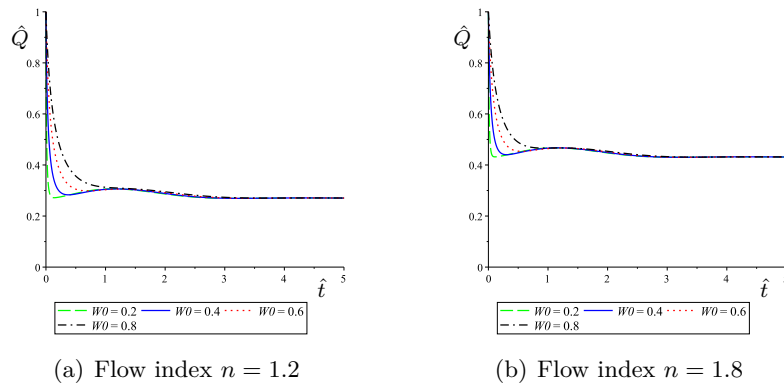 1
Q̂
0.8
0.6
0.4
0.2
0
0 1 2 3 4 5
t̂
W0 = 0.2 W0 = 0.4 W0 = 0.6
W0 = 0.8
(a) Flow index n = 1.2
1
Q̂
0.8
0.6
0.4
0.2
0
0 1 2 3 4 5
t̂
W0 = 0.2 W0 = 0.4 W0 = 0.6
W0 = 0.8
(b) Flow index n = 1.8